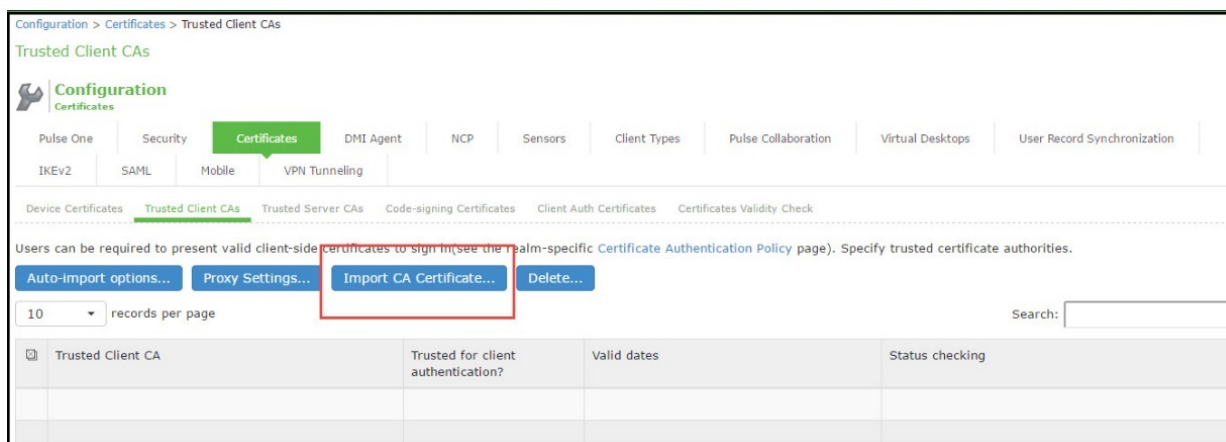 Configuration > Certificates > Trusted Client CAs
Trusted Client CAs
Configuration
Certificates
Pulse One Security Certificates DMI Agent NCP Sensors Client Types Pulse Collaboration Virtual Desktops User Record Synchronization
IKEv2 SAML Mobile VPN Tunneling
Device Certificates Trusted Client CAs Trusted Server CAs Code-signing Certificates Client Auth Certificates Certificates Validity Check
Users can be required to present valid client-side certificates to sign in(see the realm-specific Certificate Authentication Policy page). Specify trusted certificate authorities.
Auto-import options... Proxy Settings... Import CA Certificate... Delete...
10 records per page Search:
Trusted Client CA Trusted for client Valid dates Status checking
authentication?